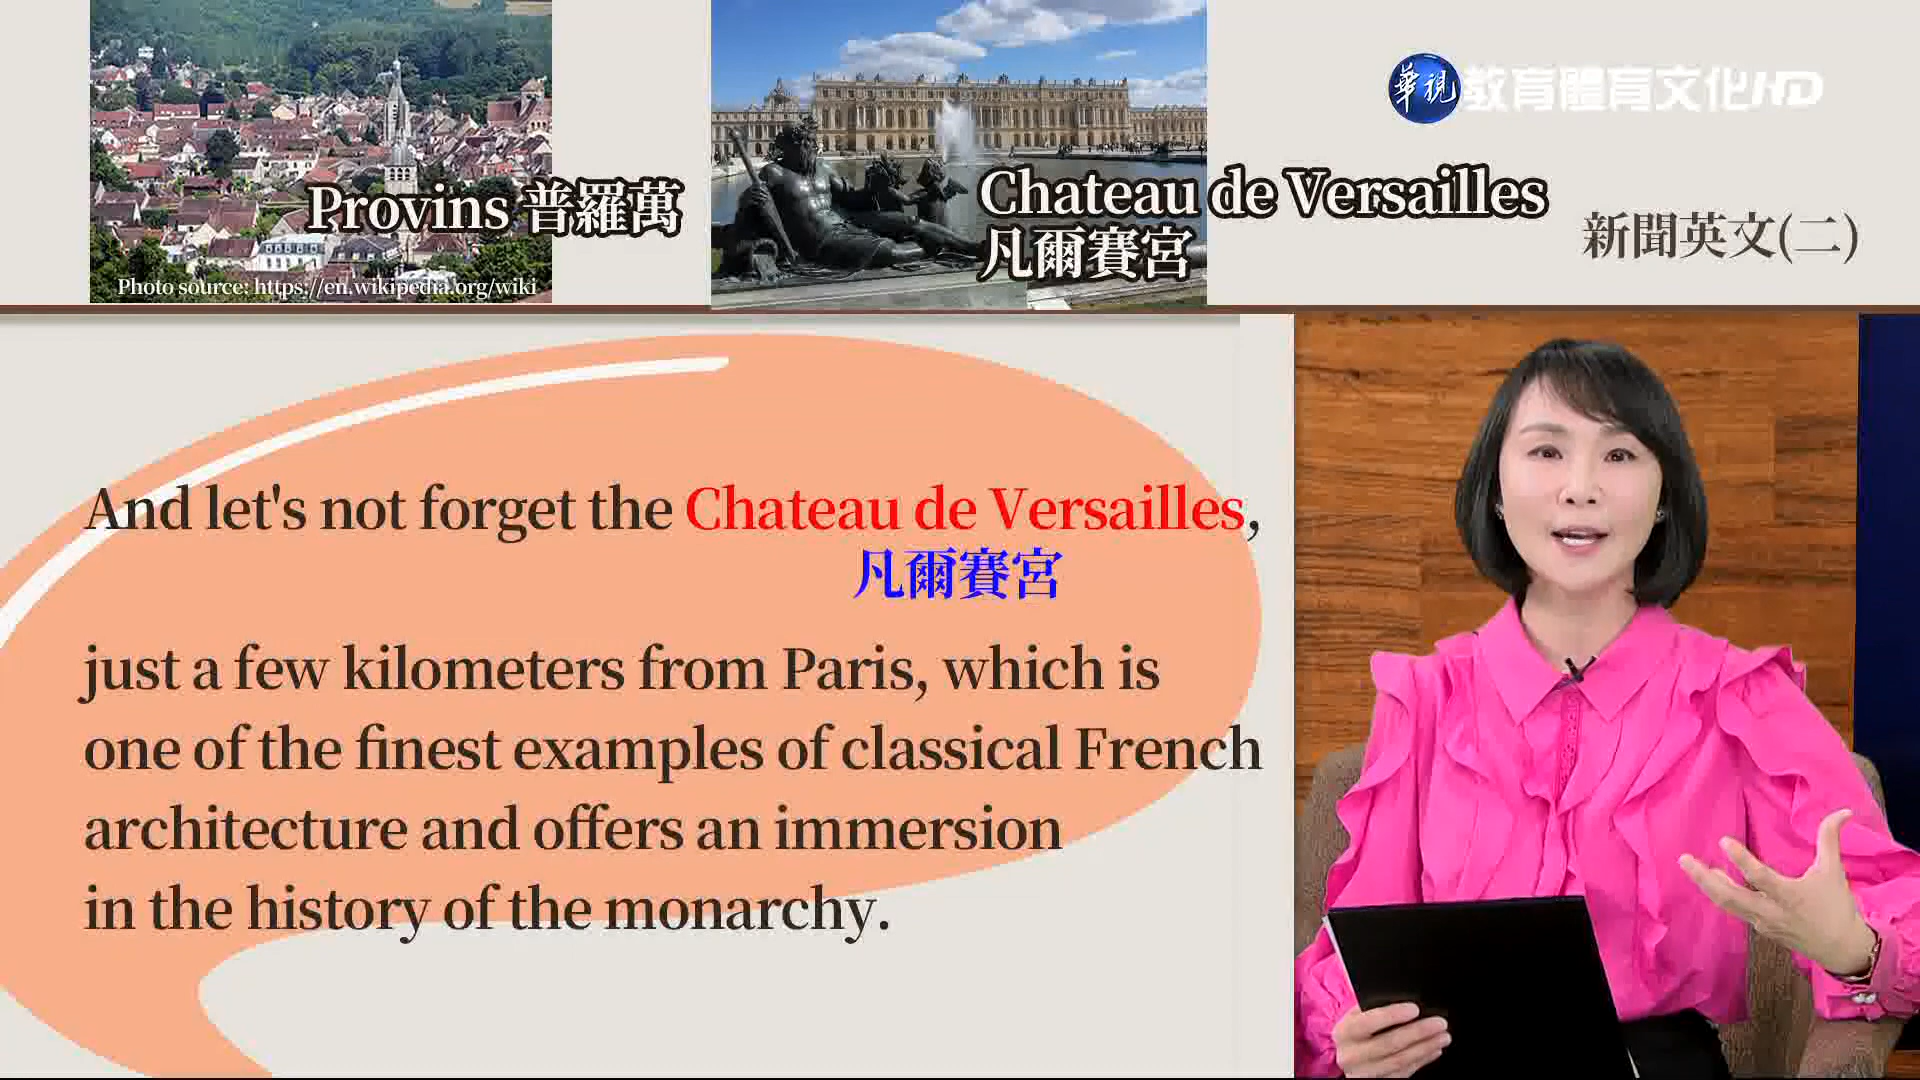 Provins 普羅萬
Photo source: https://en.wikipedia.org/wiki
Chateau de Versailles
凡爾賽宮
華視 教育體育文化HD
新聞英文(二)
And let's not forget the Chateau de Versailles,
凡爾賽宮
just a few kilometers from Paris, which is
one of the finest examples of classical French
architecture and offers an immersion
in the history of the monarchy.